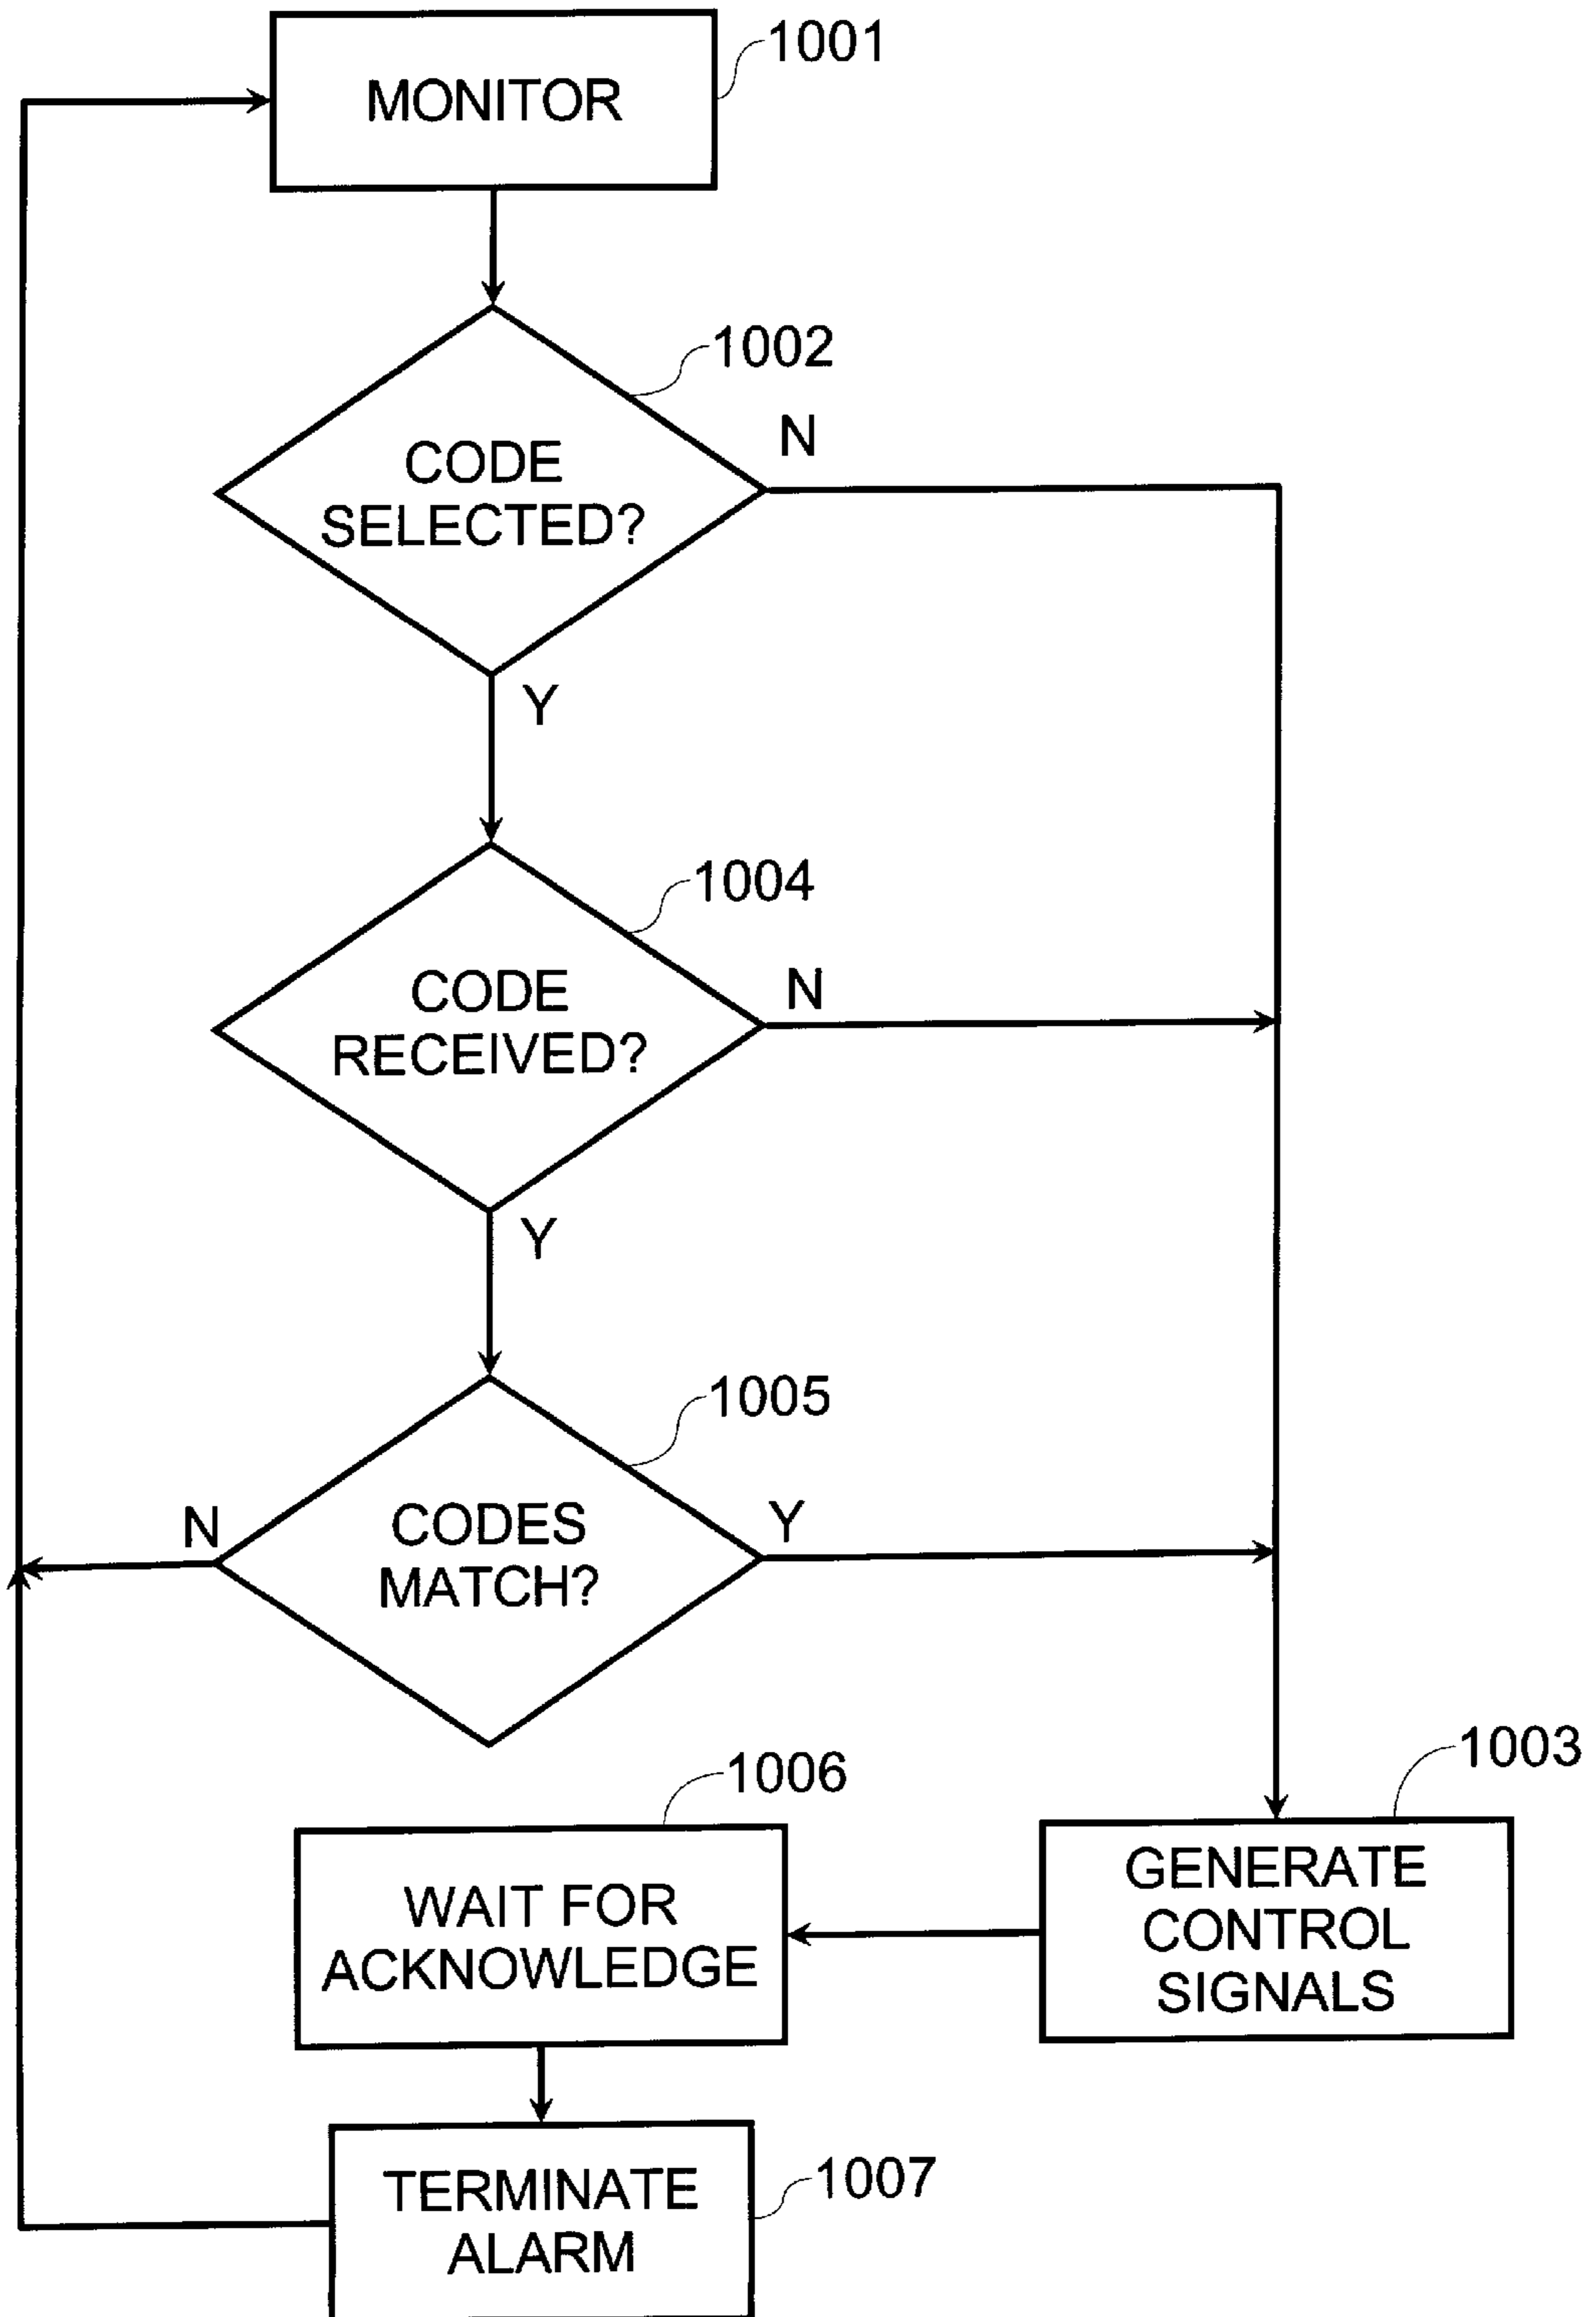 1001
MONITOR
1002
N
CODE
SELECTED?
Y
1004
N
CODE
RECEIVED?
Y
1005
N
CODES
MATCH?
Y
1003
1006
GENERATE
CONTROL
SIGNALS
WAIT FOR
ACKNOWLEDGE
1007
TERMINATE
ALARM